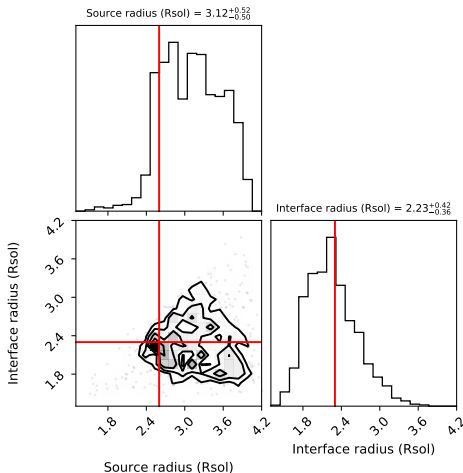 Source radius (Rsol) = 3.12+0.52−0.50
Interface radius (Rsol) = 2.23+0.42−0.36
4.2
3.6
3.0
2.4
1.8
Interface radius (Rsol)
1.8 2.4 3.0 3.6 4.2
Source radius (Rsol)
1.8 2.4 3.0 3.6 4.2
Interface radius (Rsol)